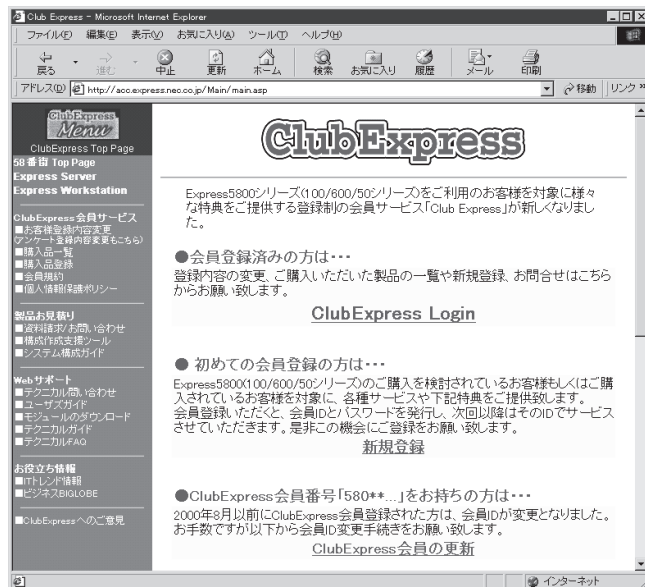 Club Express - Microsoft Internet Explorer
ファイル(F) 編集(E) 表示(V) お気に入り(A) ツール(T) ヘルプ(H)
戻る 進む 中止 更新 ホーム 検索 お気に入り 履歴 メール 印刷
アドレス(D) http://acc.express.nec.co.jp/Main/main.asp 移動 リンク »
ClubExpress
Menu
ClubExpress Top Page
58番街 Top Page
Express Server
Express Workstation
ClubExpress会員サービス
■お客様登録内容変更
(アンケート登録内容変更もこちら)
■購入品一覧
■購入品登録
■会員規約
■個人情報保護ポリシー
製品お見積り
■資料請求/お問い合わせ
■構成作成支援ツール
■システム構成ガイド
Webサポート
■テクニカル問い合わせ
■ユーザズガイド
■モジュールのダウンロード
■テクニカルガイド
■テクニカルFAQ
お役立ち情報
■ITトレンド情報
■ビジネスBIGLOBE
■ClubExpressへのご意見
ClubExpress
Express5800シリーズ(100/600/50シリーズ)をご利用のお客様を対象に様々
な特典をご提供する登録制の会員サービス「Club Express」が新しくなりまし
た。
●会員登録済みの方は・・・
登録内容の変更、ご購入いただいた製品の一覧や新規登録、お問合せはこちら
からお願い致します。
ClubExpress Login
● 初めての会員登録の方は・・・
Express5800(100/600/50シリーズ)のご購入を検討されているお客様もしくはご購
入されているお客様を対象に、各種サービスや下記特典をご提供致します。
会員登録いただくと、会員IDとパスワードを発行し、次回以降はそのIDでサービス
させていただきます。是非この機会にご登録をお願い致します。
新規登録
●ClubExpress会員番号「580**...」をお持ちの方は・・・
2000年8月以前にClubExpress会員登録された方は、会員IDが変更となりました。
お手数ですが以下から会員ID変更手続きをお願い致します。
ClubExpress会員の更新
インターネット